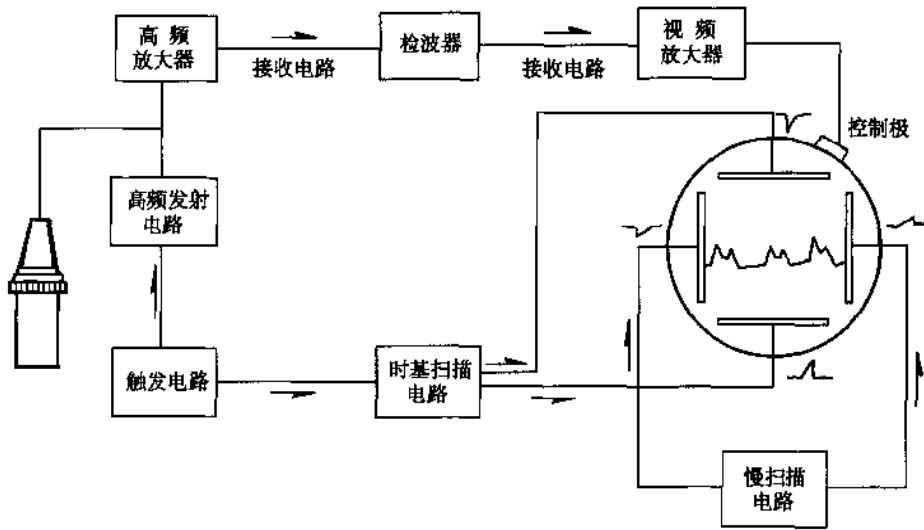 高 频
放大器
接收电路
检波器
接收电路
视 频
放大器
控制极
高频发射
电路
触发电路
时基扫描
电路
慢扫描
电路